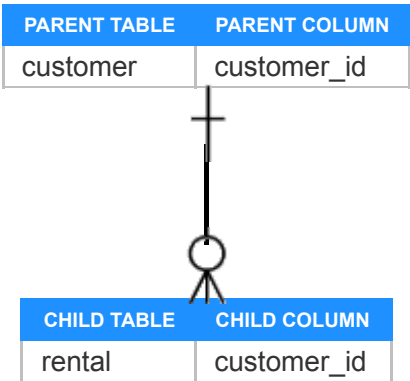 PARENT TABLE PARENT COLUMN
customer customer_id
CHILD TABLE CHILD COLUMN
rental customer_id